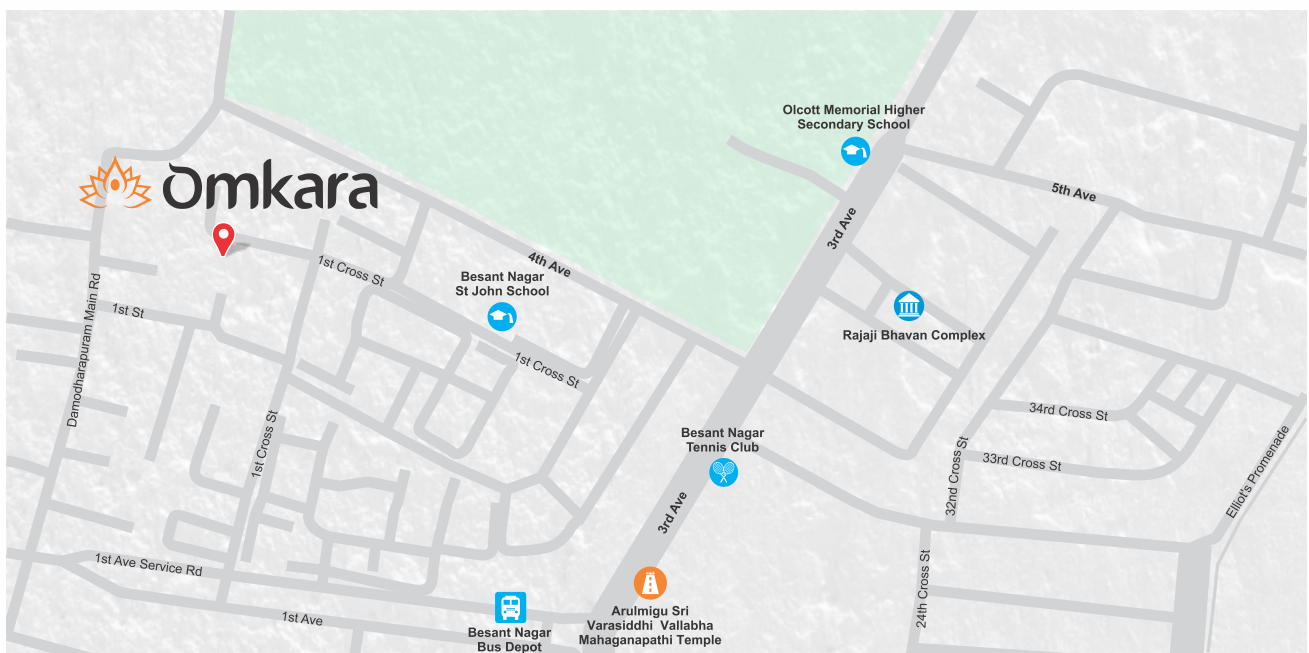 Olcott Memorial Higher
Secondary School
omkara
5th Ave
3rd Ave
4th Ave
1st Cross St
Besant Nagar
St John School
Damodharapuram Main Rd
1st St
Rajaji Bhavan Complex
1st Cross St
34rd Cross St
1st Cross St
Besant Nagar
Tennis Club
33rd Cross St
32nd Cross St
Elliot's Promenade
3rd Ave
1st Ave Service Rd
24th Cross St
1st Ave
Arulmigu Sri
Varasiddhi Vallabha
Mahaganapathi Temple
Besant Nagar
Bus Depot